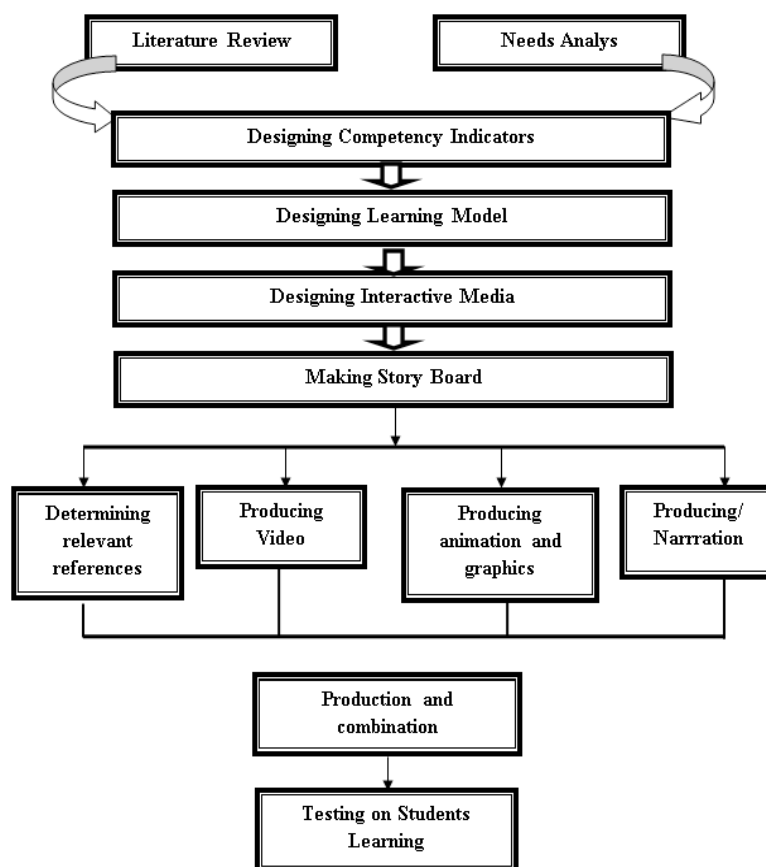 Literature Review
Needs Analys
Designing Competency Indicators
Designing Learning Model
Designing Interactive Media
Making Story Board
Determining
relevant
references
Producing
Video
Producing
animation and
graphics
Producing/
Narrration
Production and
combination
Testing on Students
Learning